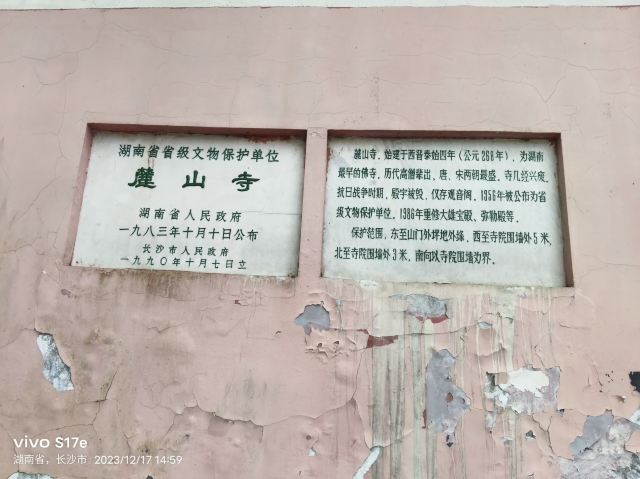 湖南省省级文物保护单位
麓山寺
湖南省人民政府
一九八三年十月十日公布
长沙市人民政府
一九九〇年十月七日立
麓山寺，始建于西晋泰始四年（公元268年），为湖南
最早的佛寺，历代高僧辈出，唐、宋两朝最盛，寺几经兴废，
抗日战争时期，殿宇被毁，仅存观音阁，1956年被公布为省
级文物保护单位，1986年重修大雄宝殿、弥勒殿等。
保护范围，东至山门外坪地外缘，西至寺院围墙外5米，
北至寺院围墙外3米，南向以寺院围墙为界。
vivo S17e
湖南省，长沙市 2023/12/17 14:59